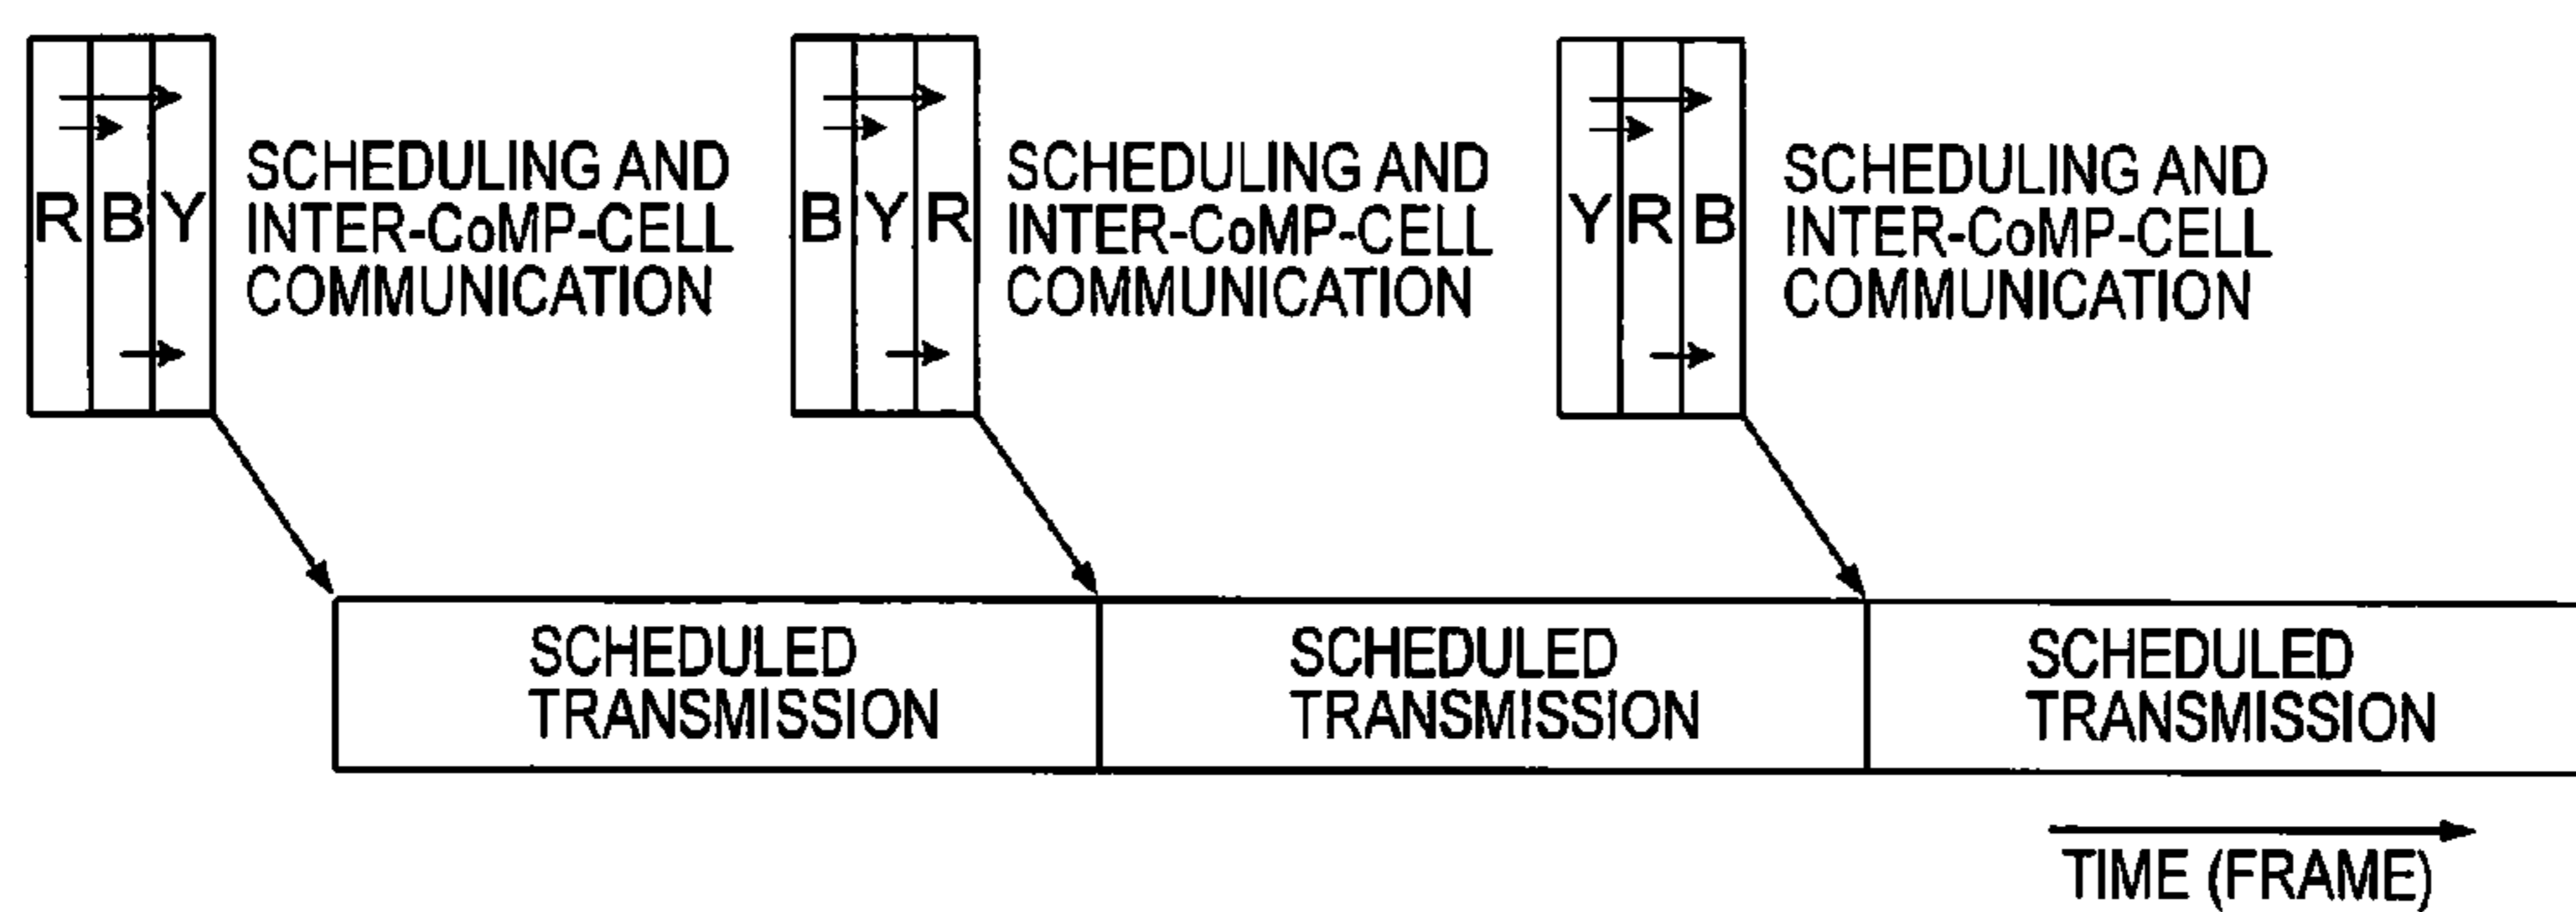 R B Y
SCHEDULING AND
INTER-CoMP-CELL
COMMUNICATION
B Y R
SCHEDULING AND
INTER-CoMP-CELL
COMMUNICATION
Y R B
SCHEDULING AND
INTER-CoMP-CELL
COMMUNICATION
SCHEDULED
TRANSMISSION
SCHEDULED
TRANSMISSION
SCHEDULED
TRANSMISSION
TIME (FRAME)